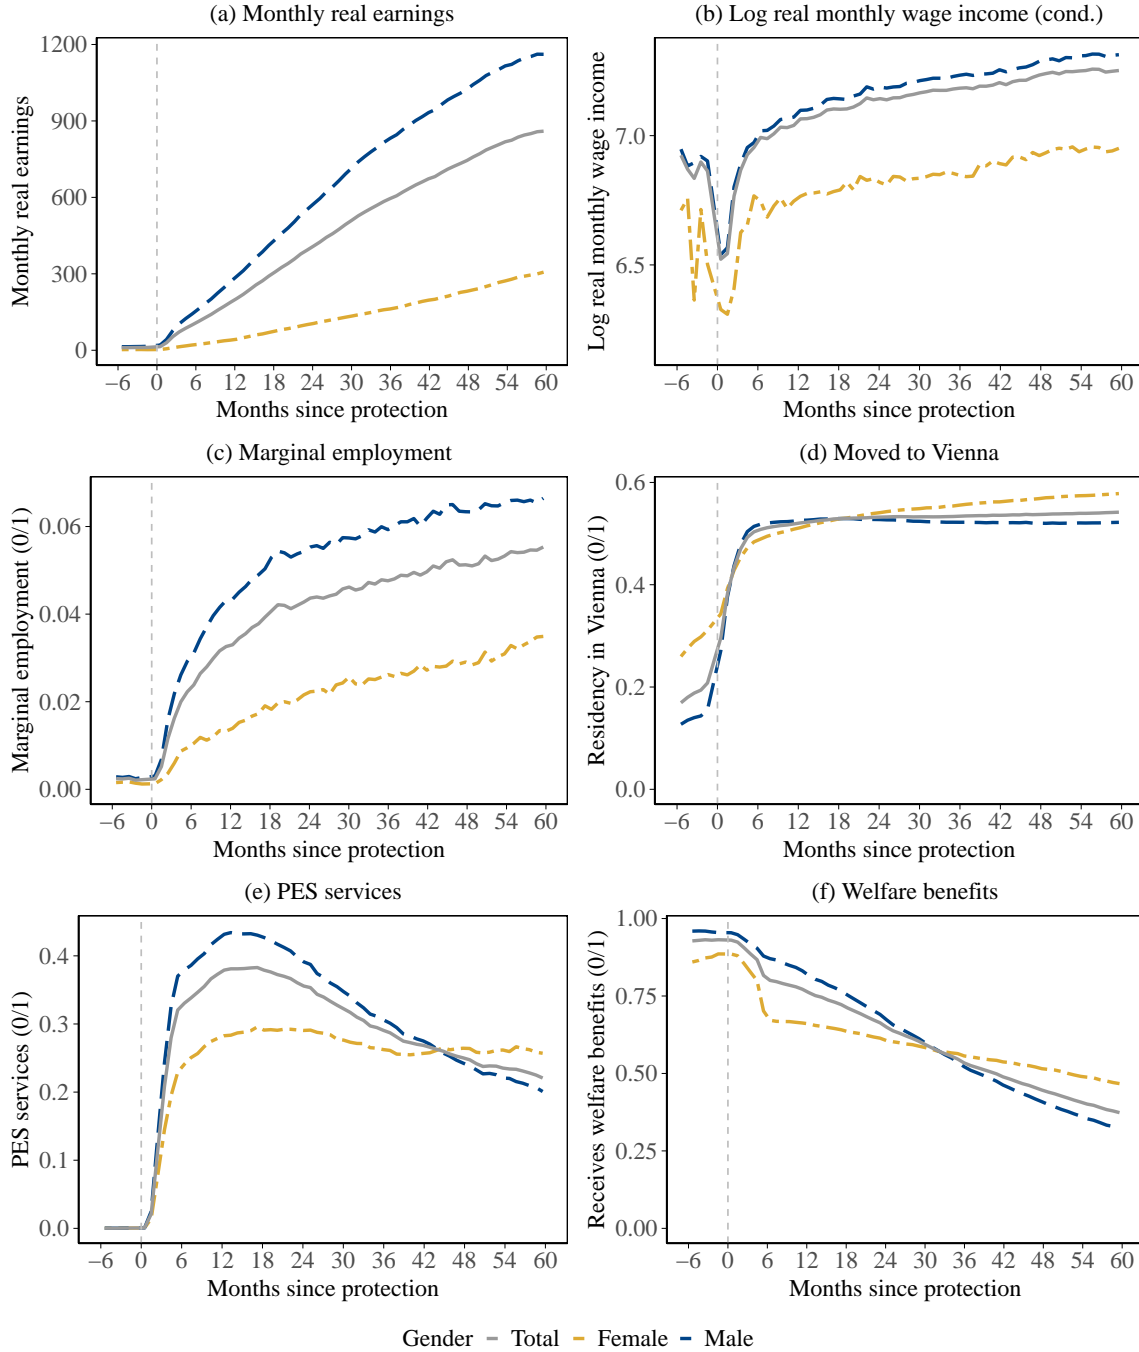 (a) Monthly real earnings
Monthly real earnings
1200
900
600
300
0
−6 0 6 12 18 24 30 36 42 48 54 60
Months since protection
(b) Log real monthly wage income (cond.)
Log real monthly wage income
7.0
6.5
−6 0 6 12 18 24 30 36 42 48 54 60
Months since protection
(c) Marginal employment
Marginal employment (0/1)
0.06
0.04
0.02
0.00
−6 0 6 12 18 24 30 36 42 48 54 60
Months since protection
(d) Moved to Vienna
Residency in Vienna (0/1)
0.6
0.4
0.2
0.0
−6 0 6 12 18 24 30 36 42 48 54 60
Months since protection
(e) PES services
PES services (0/1)
0.4
0.3
0.2
0.1
0.0
−6 0 6 12 18 24 30 36 42 48 54 60
Months since protection
(f) Welfare benefits
Receives welfare benefits (0/1)
1.00
0.75
0.50
0.25
0.00
−6 0 6 12 18 24 30 36 42 48 54 60
Months since protection
Gender Total Female Male